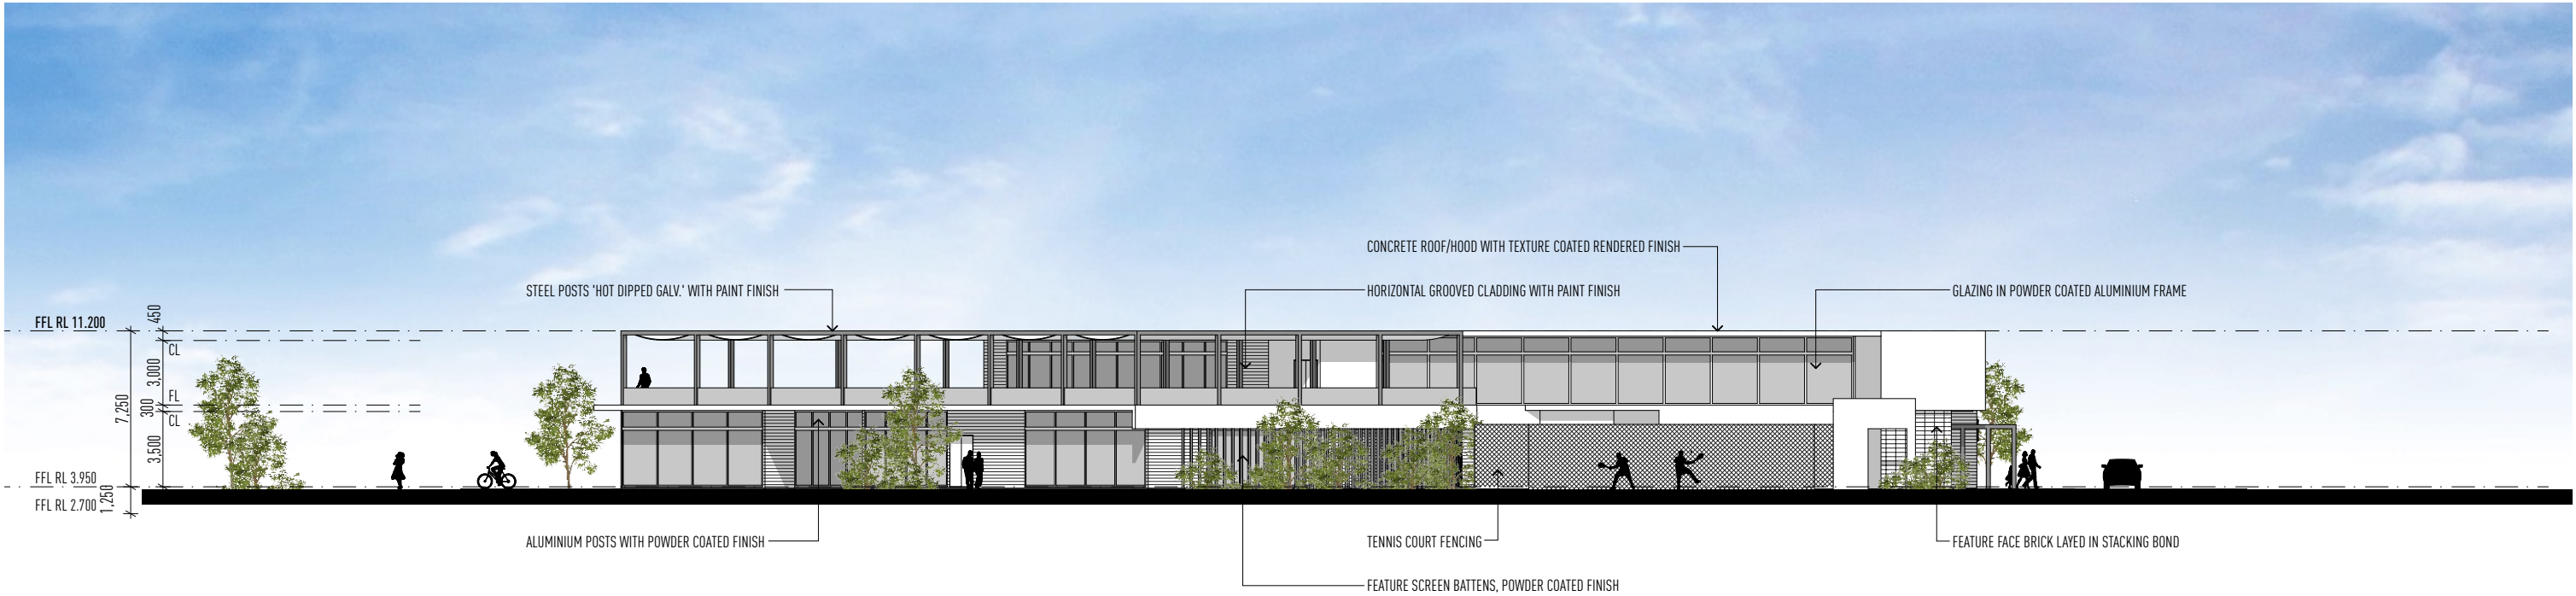 CONCRETE ROOF/HOOD WITH TEXTURE COATED RENDERED FINISH
STEEL POSTS 'HOT DIPPED GALV.' WITH PAINT FINISH
HORIZONTAL GROOVED CLADDING WITH PAINT FINISH
GLAZING IN POWDER COATED ALUMINIUM FRAME
FFL RL 11.200
450
CL
3,000
FL
7,250
300
CL
3,500
FFL RL 3.950
FFL RL 2.700
1,250
ALUMINIUM POSTS WITH POWDER COATED FINISH
TENNIS COURT FENCING
FEATURE FACE BRICK LAYED IN STACKING BOND
FEATURE SCREEN BATTENS, POWDER COATED FINISH